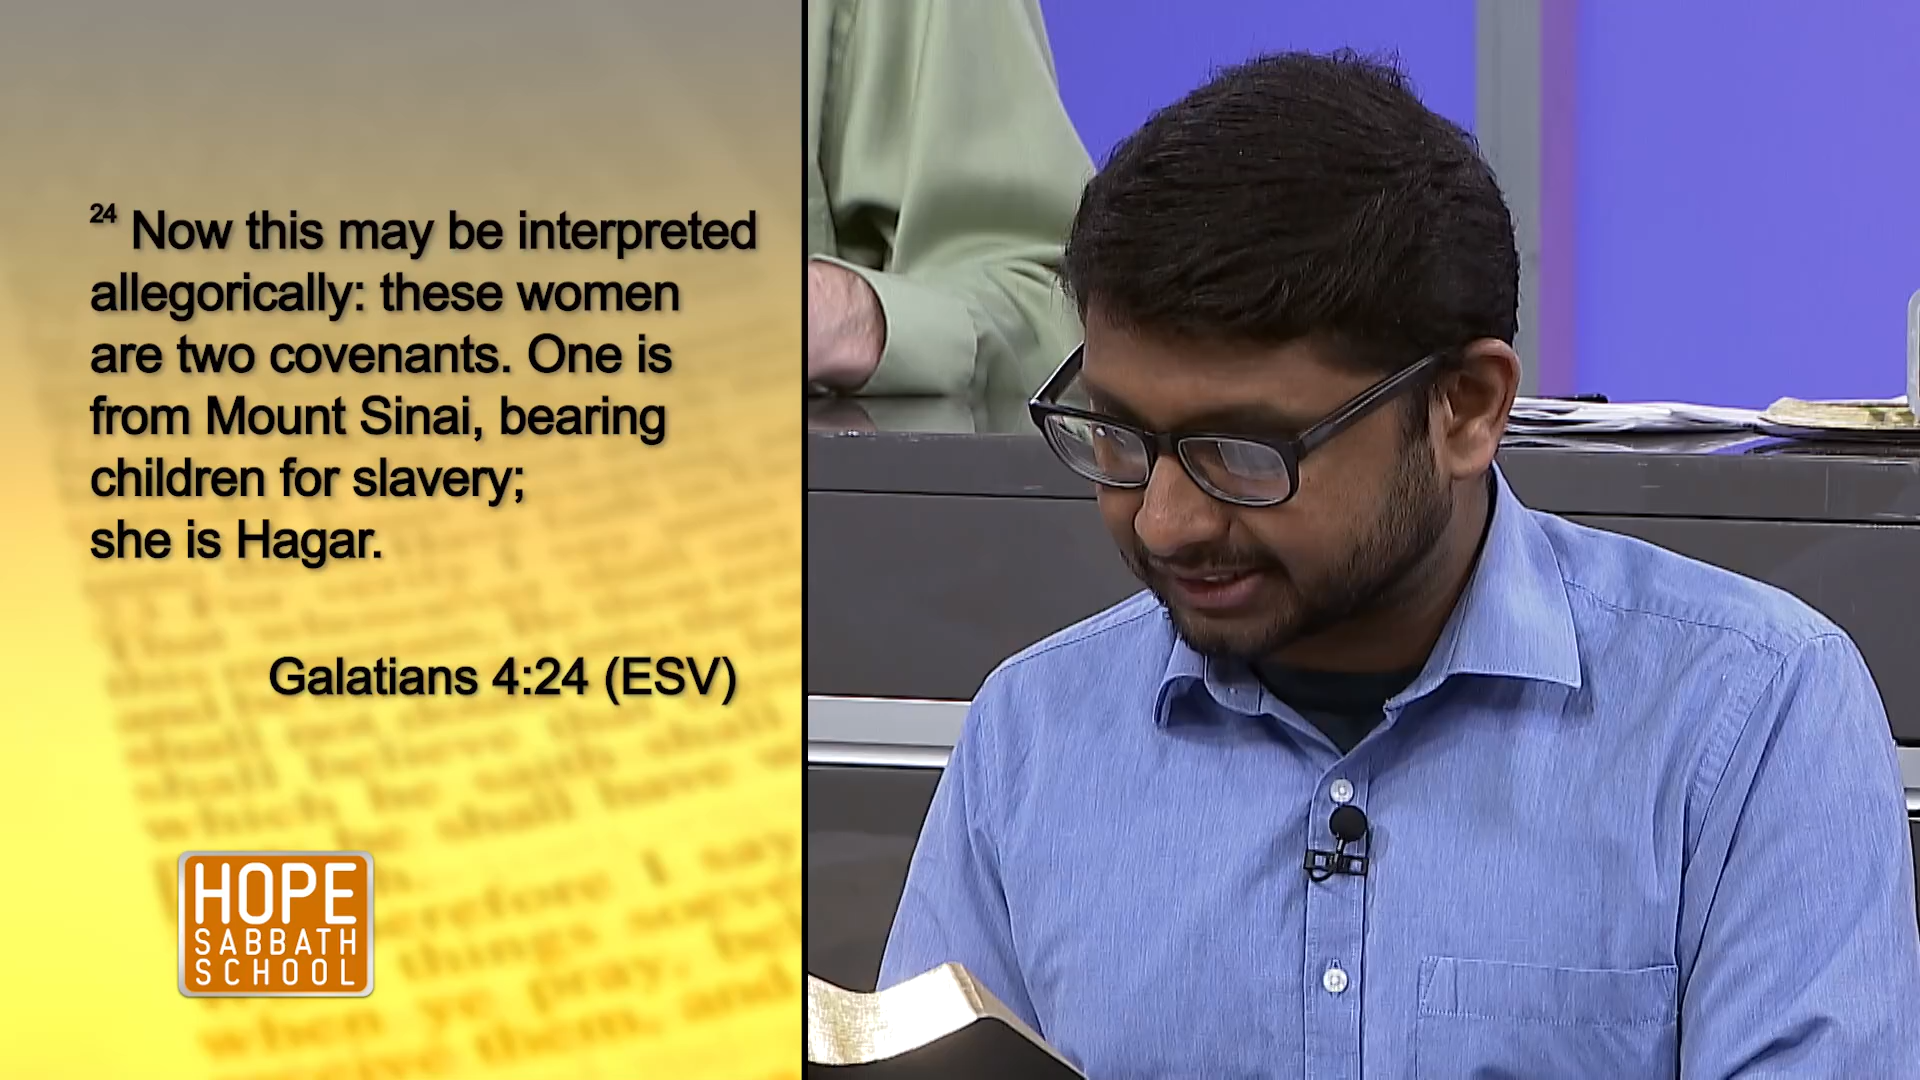 24 Now this may be interpreted
allegorically: these women
are two covenants. One is
from Mount Sinai, bearing
children for slavery;
she is Hagar.
Galatians 4:24 (ESV)
HOPE
SABBATH
SCHOOL